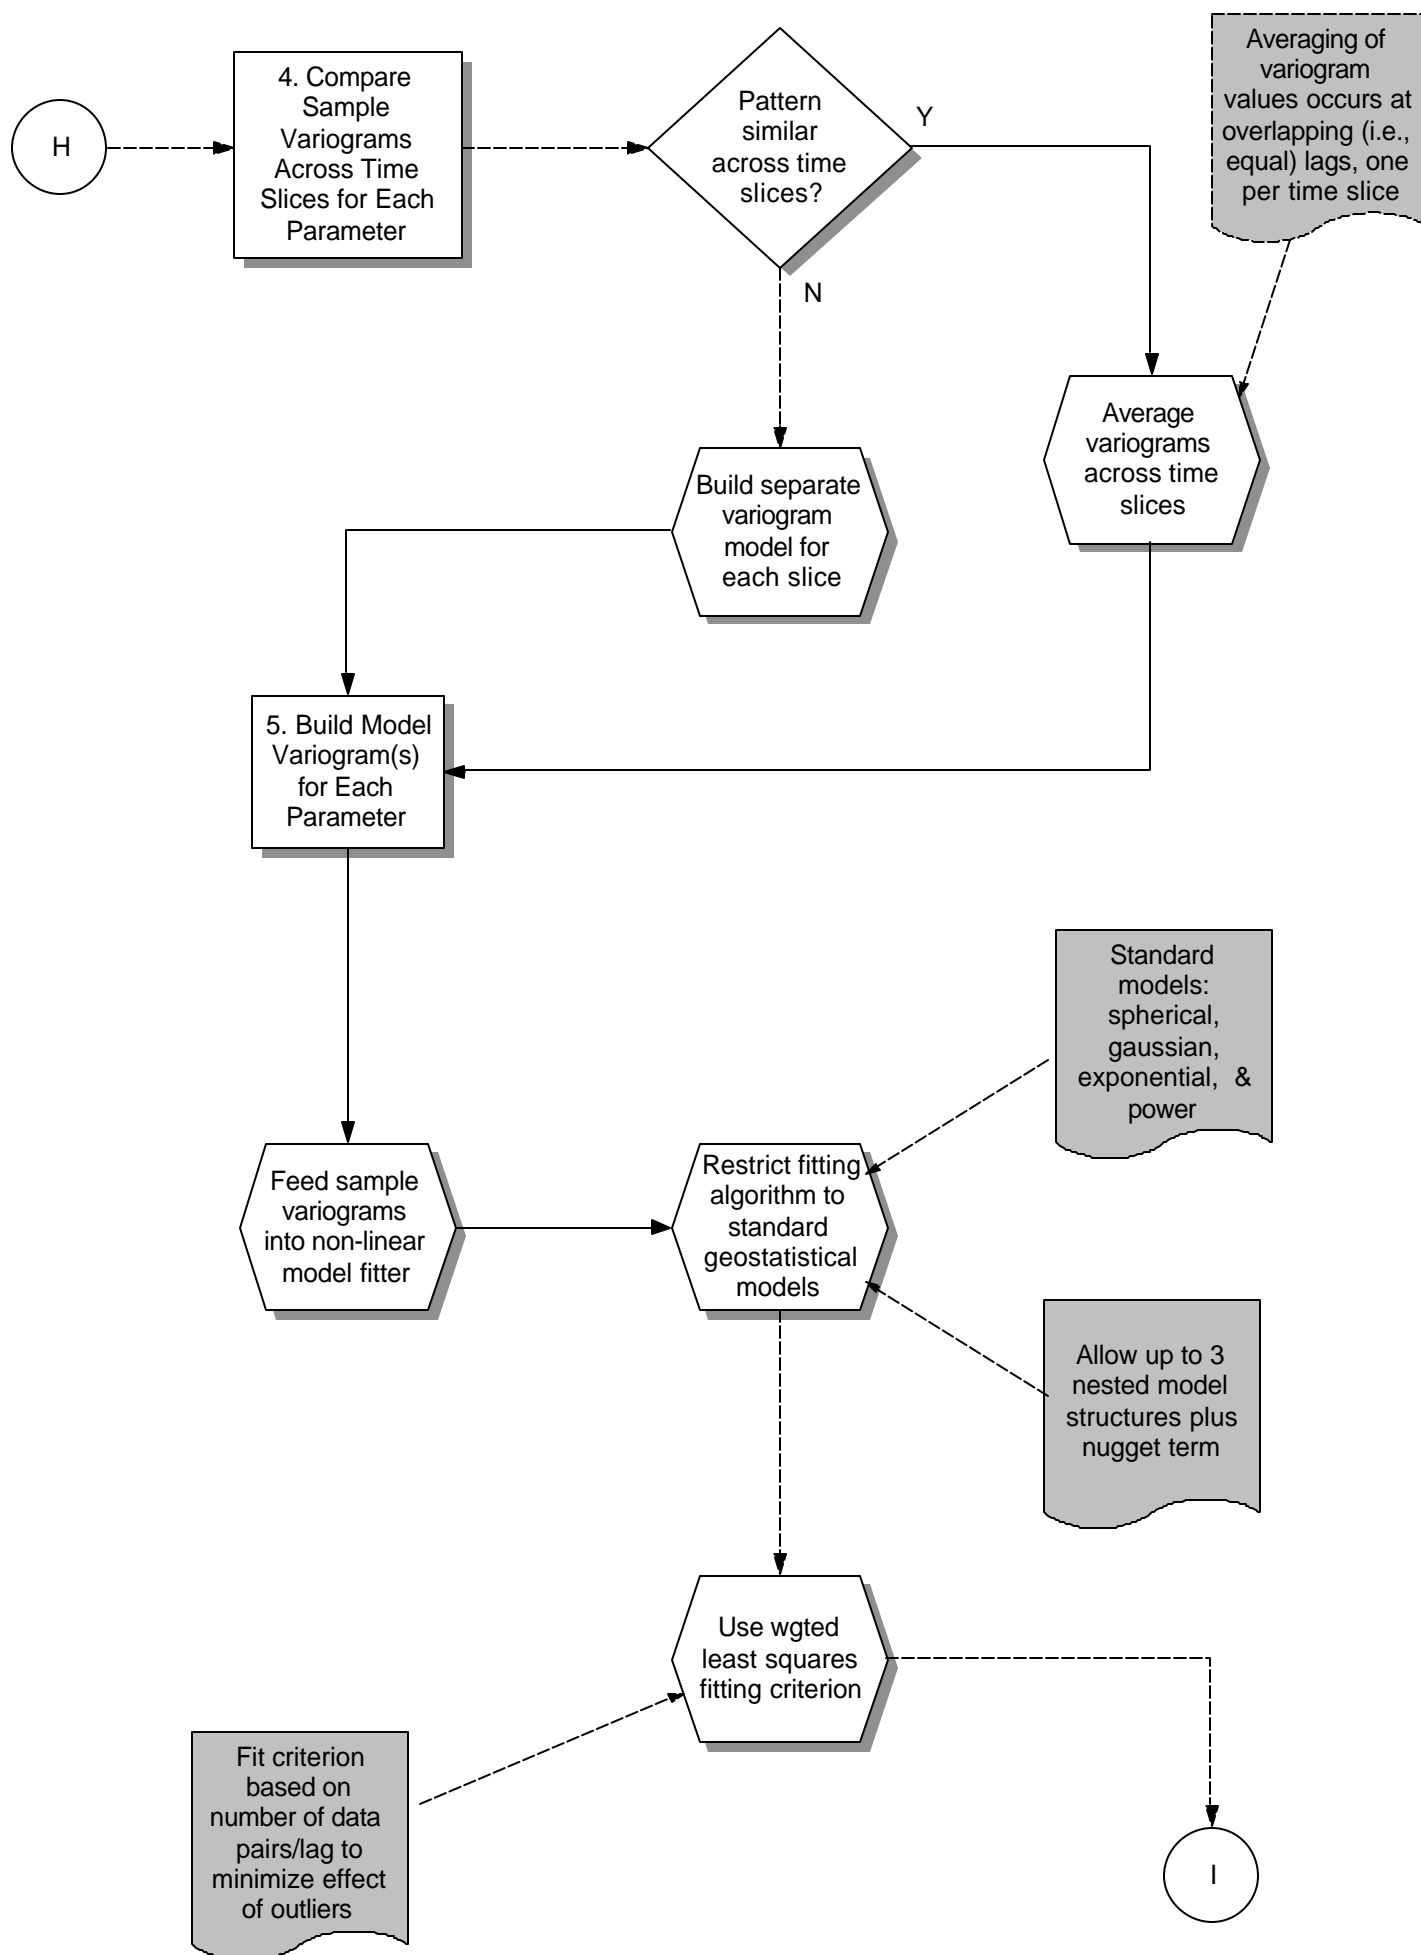 H
4. Compare
Sample
Variograms
Across Time
Slices for Each
Parameter
Pattern
similar
across time
slices?
Y
N
Averaging of
variogram
values occurs at
overlapping (i.e.,
equal) lags, one
per time slice
Average
variograms
across time
slices
Build separate
variogram
model for
each slice
5. Build Model
Variogram(s)
for Each
Parameter
Standard
models:
spherical,
gaussian,
exponential, &
power
Feed sample
variograms
into non-linear
model fitter
Restrict fitting
algorithm to
standard
geostatistical
models
Allow up to 3
nested model
structures plus
nugget term
Use wgted
least squares
fitting criterion
Fit criterion
based on
number of data
pairs/lag to
minimize effect
of outliers
I